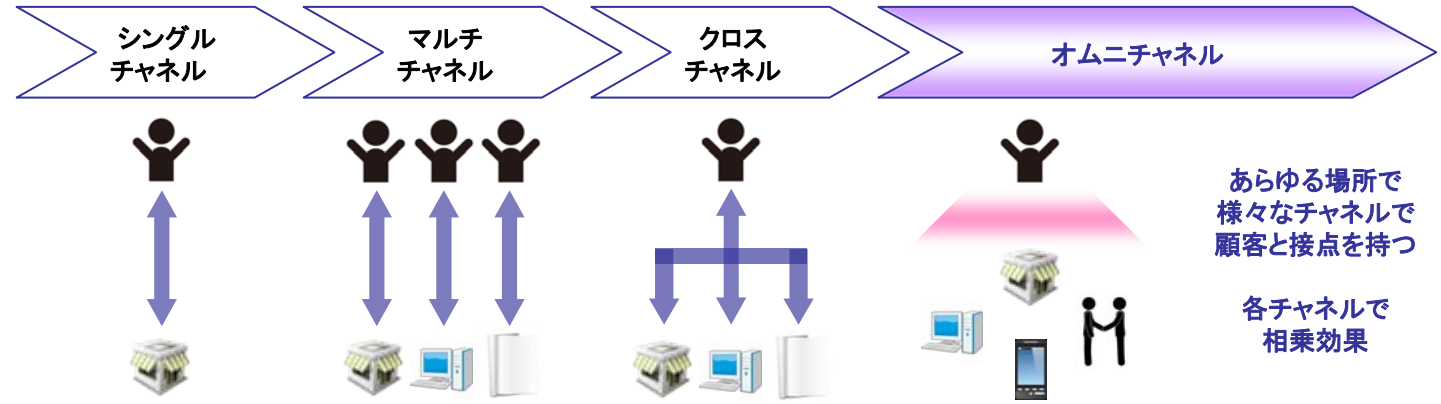 シングル
チャネル
マルチ
チャネル
クロス
チャネル
オムニチャネル
あらゆる場所で
様々なチャネルで
顧客と接点を持つ
各チャネルで
相乗効果